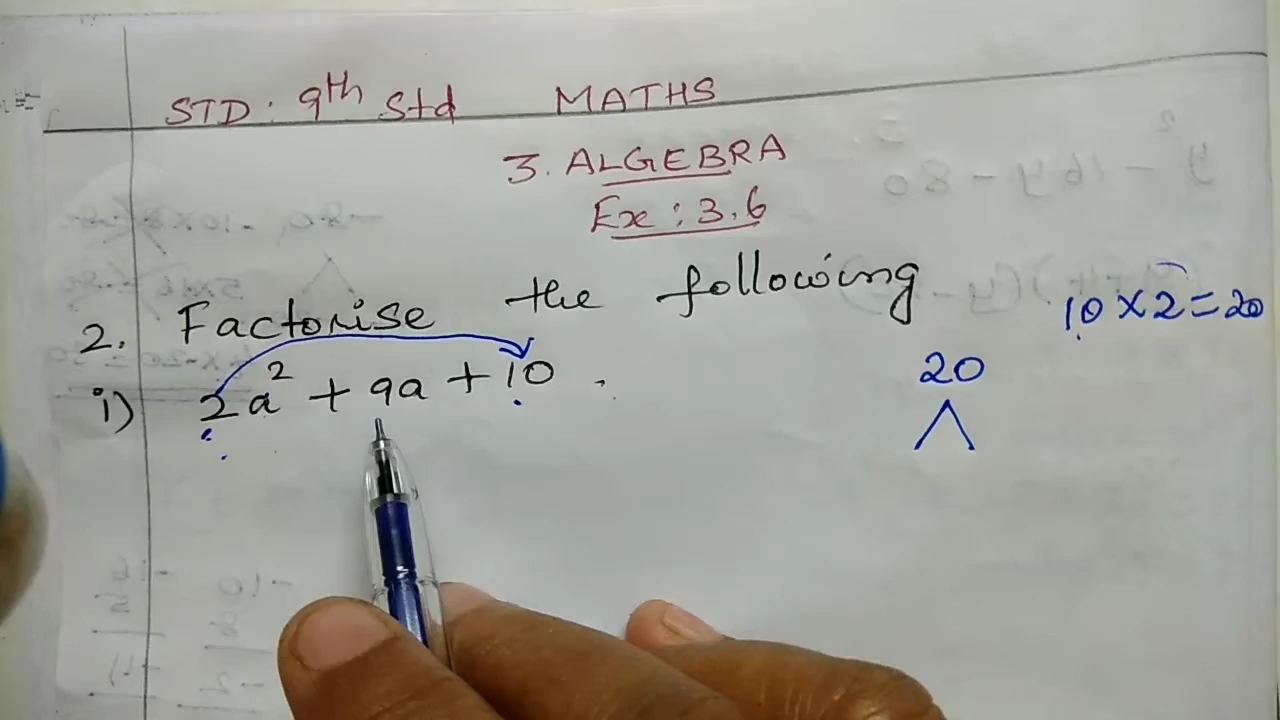 STD: 9th Std MATHS
3. ALGEBRA
Ex: 3.6
2. Factorise the following
10 × 2 = 20
i) 2a² + 9a + 10.
20